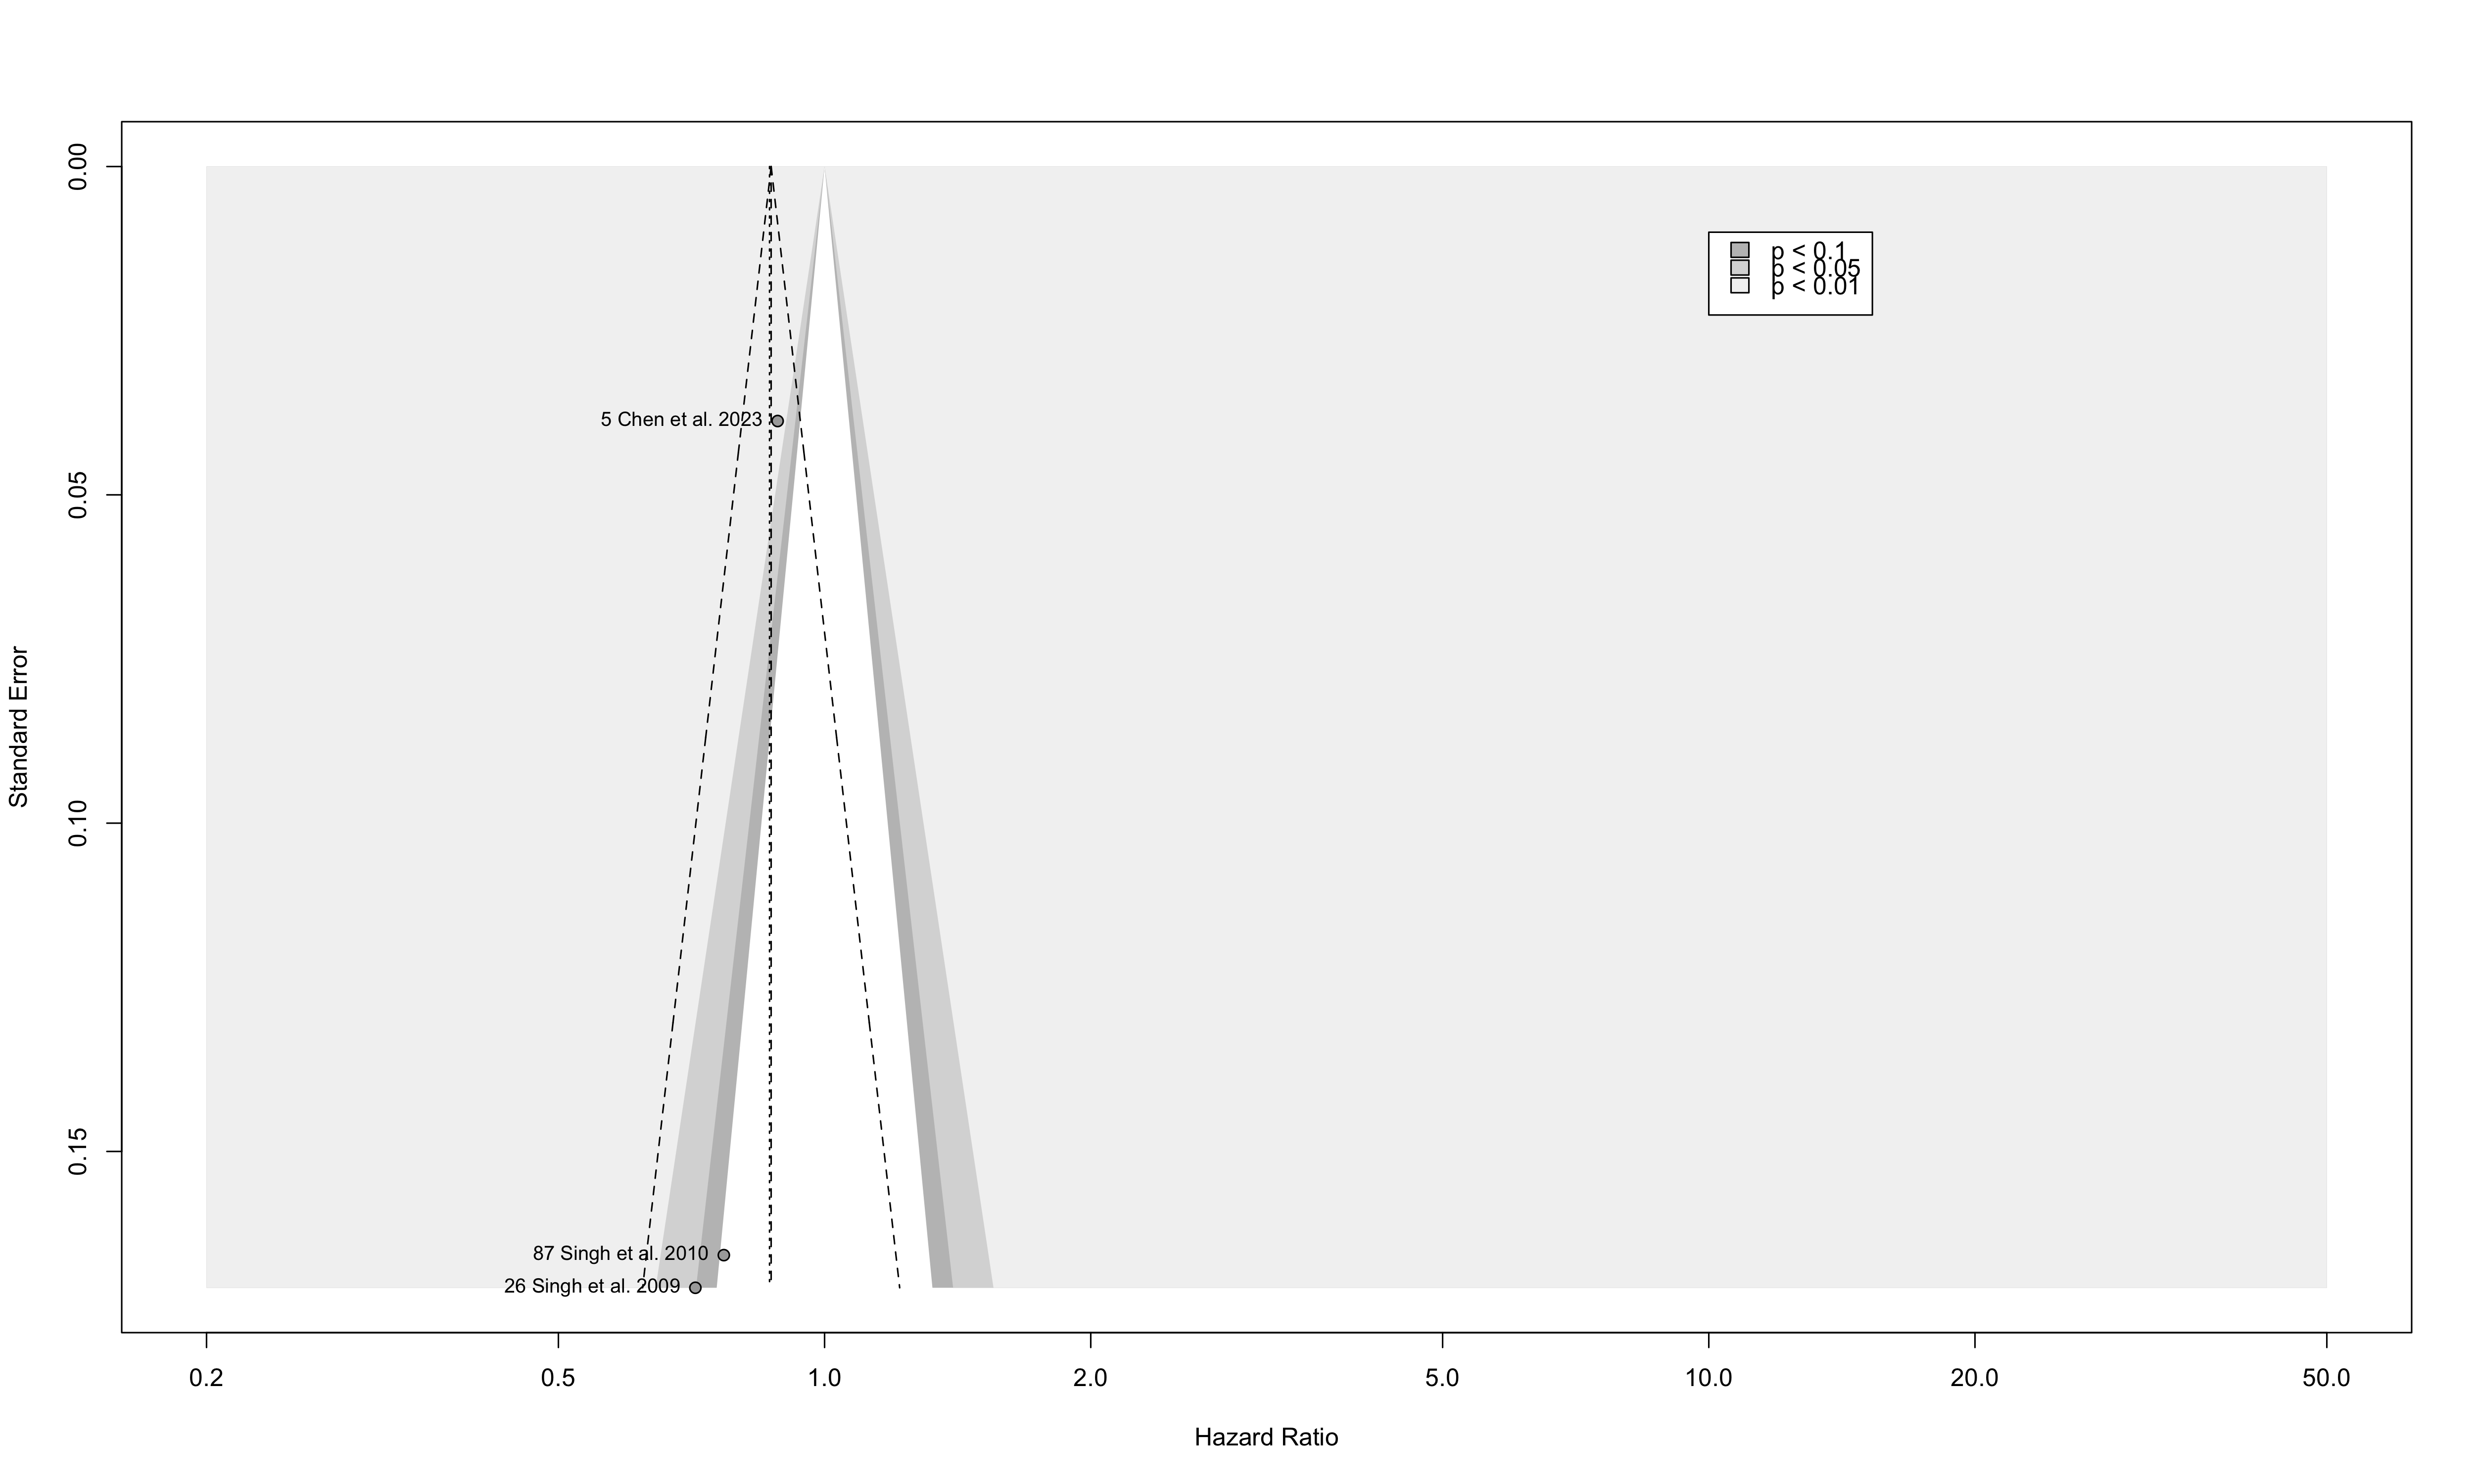 0.00
0.05
0.10
0.15
Standard Error
p < 0.1
p < 0.05
p < 0.01
5 Chen et al. 2023
87 Singh et al. 2010
26 Singh et al. 2009
0.2 0.5 1.0 2.0 5.0 10.0 20.0 50.0
Hazard Ratio